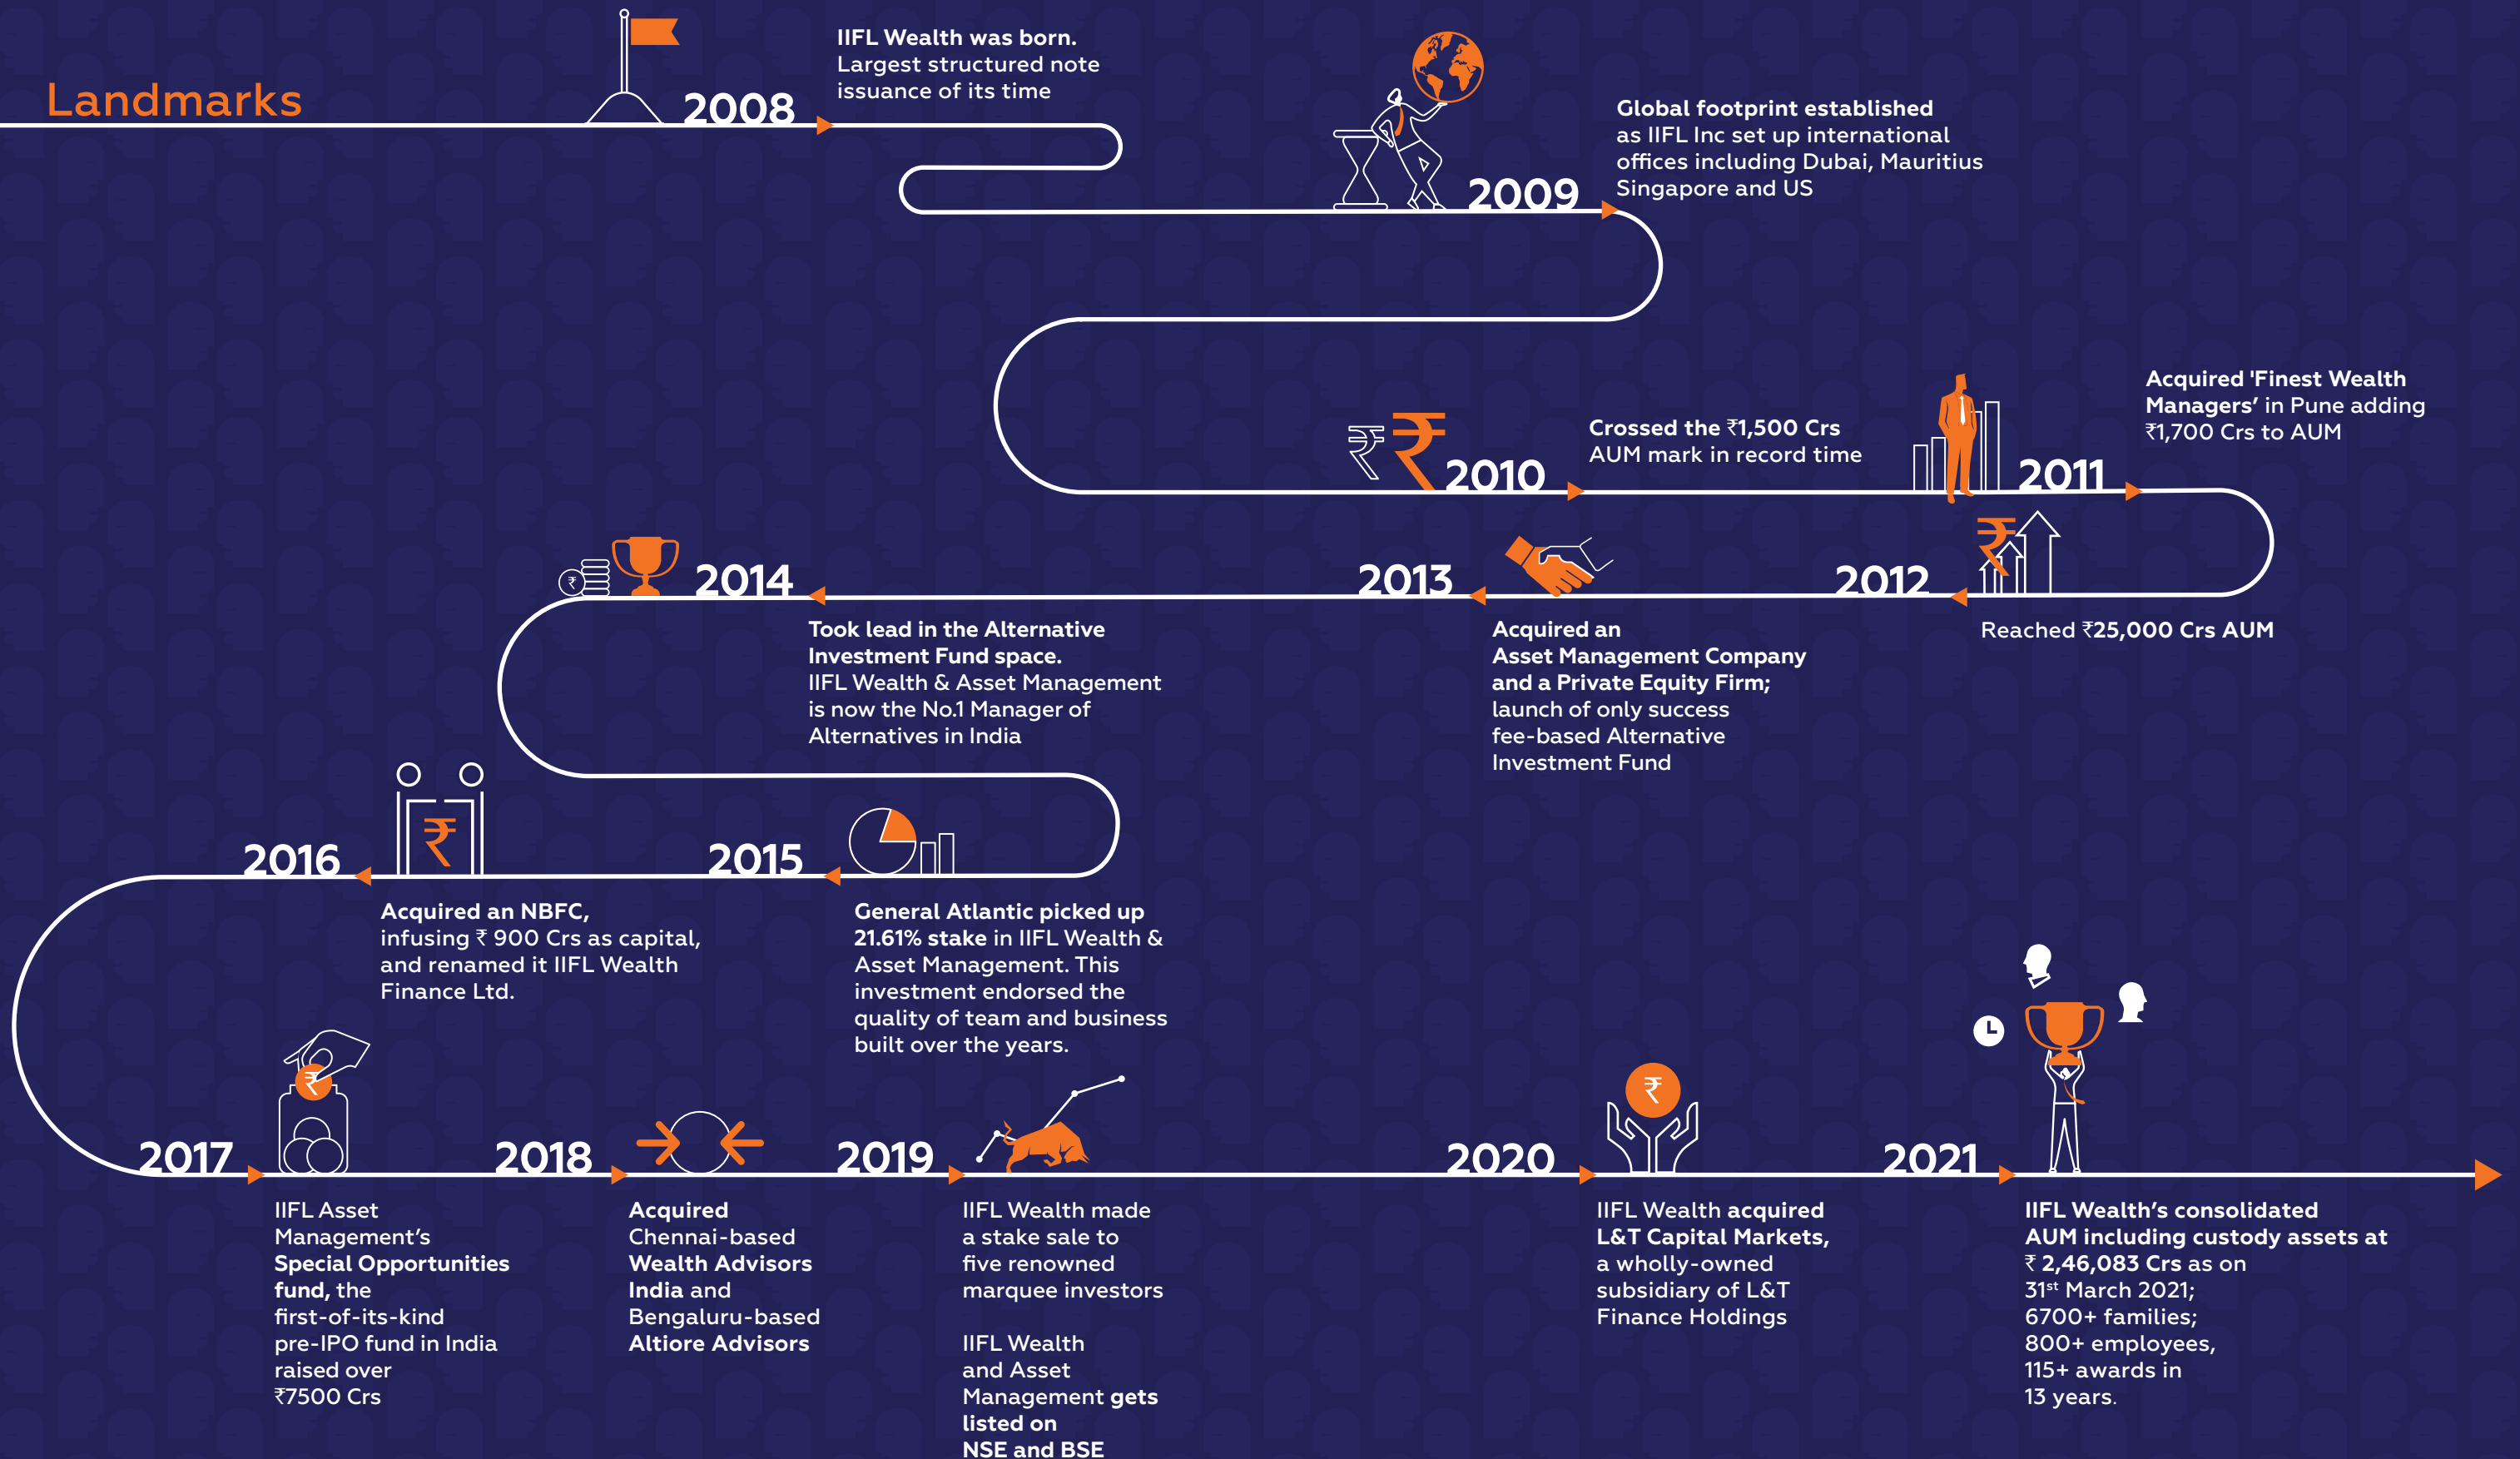 Landmarks
2008
IIFL Wealth was born.
Largest structured note
issuance of its time
2009
Global footprint established
as IIFL Inc set up international
offices including Dubai, Mauritius
Singapore and US
₹ ₹
2010
Crossed the ₹1,500 Crs
AUM mark in record time
2011
Acquired 'Finest Wealth
Managers’ in Pune adding
₹1,700 Crs to AUM
₹
2012
Reached ₹25,000 Crs AUM
2013
Acquired an
Asset Management Company
and a Private Equity Firm;
launch of only success
fee-based Alternative
Investment Fund
₹
2014
Took lead in the Alternative
Investment Fund space.
IIFL Wealth & Asset Management
is now the No.1 Manager of
Alternatives in India
2015
General Atlantic picked up
21.61% stake in IIFL Wealth &
Asset Management. This
investment endorsed the
quality of team and business
built over the years.
₹
2016
Acquired an NBFC,
infusing ₹ 900 Crs as capital,
and renamed it IIFL Wealth
Finance Ltd.
2017
₹
IIFL Asset
Management’s
Special Opportunities
fund, the
first-of-its-kind
pre-IPO fund in India
raised over
₹7500 Crs
2018
Acquired
Chennai-based
Wealth Advisors
India and
Bengaluru-based
Altiore Advisors
2019
IIFL Wealth made
a stake sale to
five renowned
marquee investors
IIFL Wealth
and Asset
Management gets
listed on
NSE and BSE
2020
₹
IIFL Wealth acquired
L&T Capital Markets,
a wholly-owned
subsidiary of L&T
Finance Holdings
2021
IIFL Wealth’s consolidated
AUM including custody assets at
₹ 2,46,083 Crs as on
31st March 2021;
6700+ families;
800+ employees,
115+ awards in
13 years.